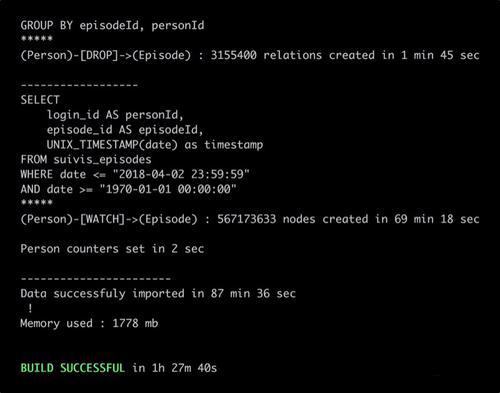 GROUP BY episodeId, personId
*****
(Person)-[DROP]->(Episode) : 3155400 relations created in 1 min 45 sec
------------------
SELECT
login_id AS personId,
episode_id AS episodeId,
UNIX_TIMESTAMP(date) as timestamp
FROM suivis_episodes
WHERE date <= "2018-04-02 23:59:59"
AND date >= "1970-01-01 00:00:00"
*****
(Person)-[WATCH]->(Episode) : 567173633 nodes created in 69 min 18 sec
Person counters set in 2 sec
-----------------------
Data successfuly imported in 87 min 36 sec
!
Memory used : 1778 mb
BUILD SUCCESSFUL in 1h 27m 40s